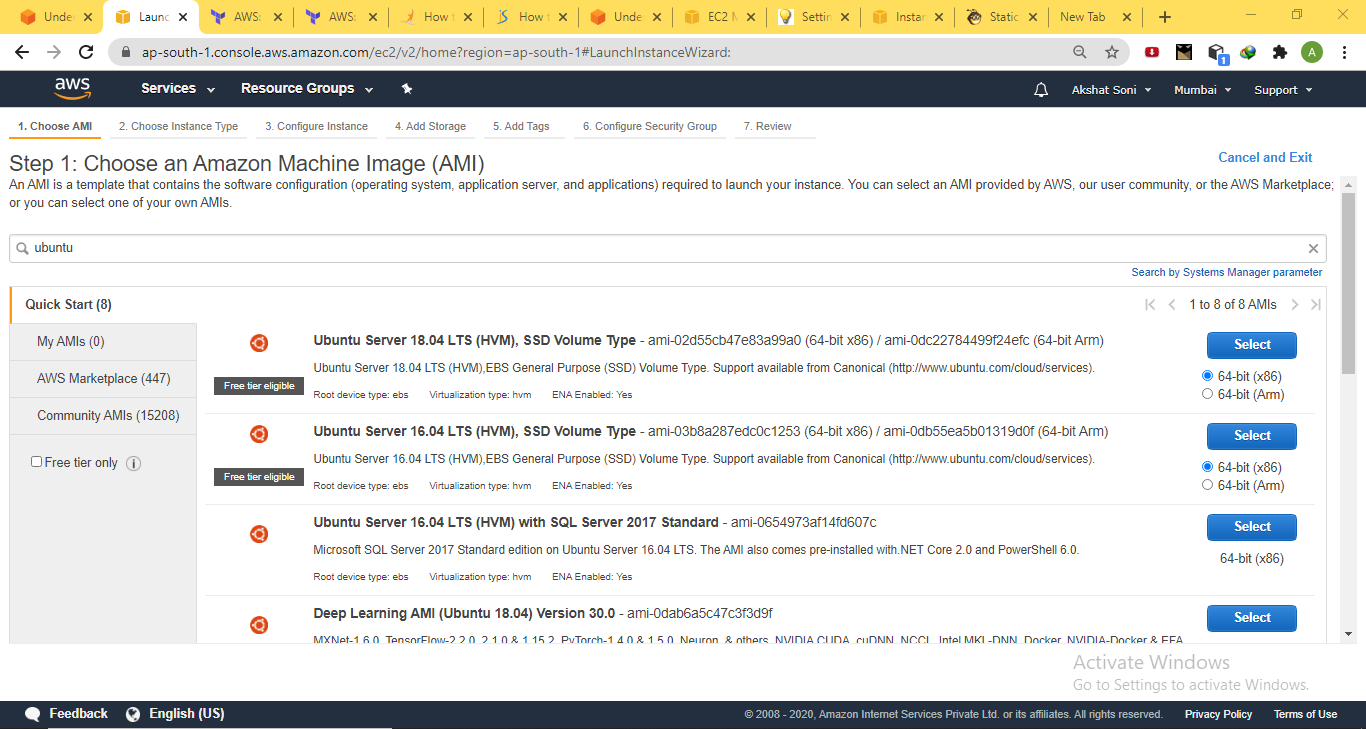 Unde
Launc
AWS:
AWS:
How t
How t
Unde
EC2 M
Settin
Instar
Static
New Tab
ap-south-1.console.aws.amazon.com/ec2/v2/home?region=ap-south-1#LaunchInstanceWizard:
1
A
aws
Services
Resource Groups
Akshat Soni
Mumbai
Support
1. Choose AMI
2. Choose Instance Type
3. Configure Instance
4. Add Storage
5. Add Tags
6. Configure Security Group
7. Review
Step 1: Choose an Amazon Machine Image (AMI)
Cancel and Exit
An AMI is a template that contains the software configuration (operating system, application server, and applications) required to launch your instance. You can select an AMI provided by AWS, our user community, or the AWS Marketplace;
or you can select one of your own AMIs.
ubuntu
Search by Systems Manager parameter
Quick Start (8)
1 to 8 of 8 AMIs
My AMIs (0)
AWS Marketplace (447)
Community AMIs (15208)
Free tier only
Ubuntu Server 18.04 LTS (HVM), SSD Volume Type - ami-02d55cb47e83a99a0 (64-bit x86) / ami-0dc22784499f24efc (64-bit Arm)
Select
Ubuntu Server 18.04 LTS (HVM),EBS General Purpose (SSD) Volume Type. Support available from Canonical (http://www.ubuntu.com/cloud/services).
64-bit (x86)
Free tier eligible
Root device type: ebs
Virtualization type: hvm
ENA Enabled: Yes
64-bit (Arm)
Ubuntu Server 16.04 LTS (HVM), SSD Volume Type - ami-03b8a287edc0c1253 (64-bit x86) / ami-0db55ea5b01319d0f (64-bit Arm)
Select
Ubuntu Server 16.04 LTS (HVM),EBS General Purpose (SSD) Volume Type. Support available from Canonical (http://www.ubuntu.com/cloud/services).
64-bit (x86)
Free tier eligible
Root device type: ebs
Virtualization type: hvm
ENA Enabled: Yes
64-bit (Arm)
Ubuntu Server 16.04 LTS (HVM) with SQL Server 2017 Standard - ami-0654973af14fd607c
Select
Microsoft SQL Server 2017 Standard edition on Ubuntu Server 16.04 LTS. The AMI also comes pre-installed with.NET Core 2.0 and PowerShell 6.0.
64-bit (x86)
Root device type: ebs
Virtualization type: hvm
ENA Enabled: Yes
Deep Learning AMI (Ubuntu 18.04) Version 30.0 - ami-0dab6a5c47c3f3d9f
Select
MXNet-1.6.0, TensorFlow-2.2.0, 2.1.0 & 1.15.2, PyTorch-1.4.0 & 1.5.0, Neuron, & others. NVIDIA CUDA, cuDNN, NCCL, Intel MKL-DNN, Docker, NVIDIA-Docker & EFA
Activate Windows
Go to Settings to activate Windows.
Feedback
English (US)
© 2008 - 2020, Amazon Internet Services Private Ltd. or its affiliates. All rights reserved.
Privacy Policy
Terms of Use